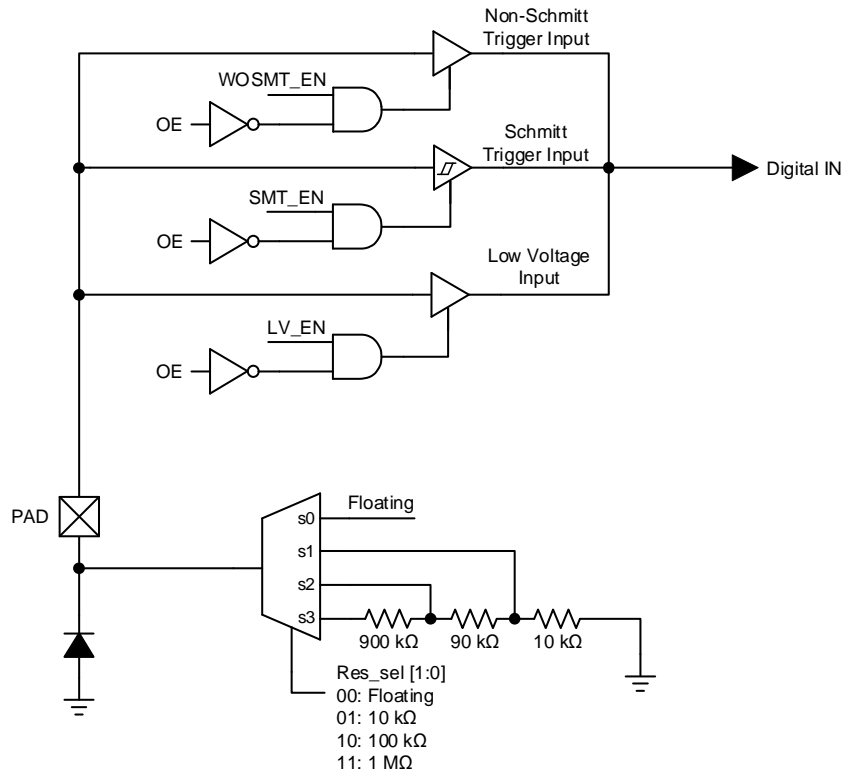 Non-Schmitt
Trigger Input
WOSMT_EN
OE
Schmitt
Trigger Input
Digital IN
SMT_EN
OE
Low Voltage
Input
LV_EN
OE
PAD
Floating
s0
s1
s2
s3
900 kΩ
90 kΩ
10 kΩ
Res_sel [1:0]
00: Floating
01: 10 kΩ
10: 100 kΩ
11: 1 MΩ